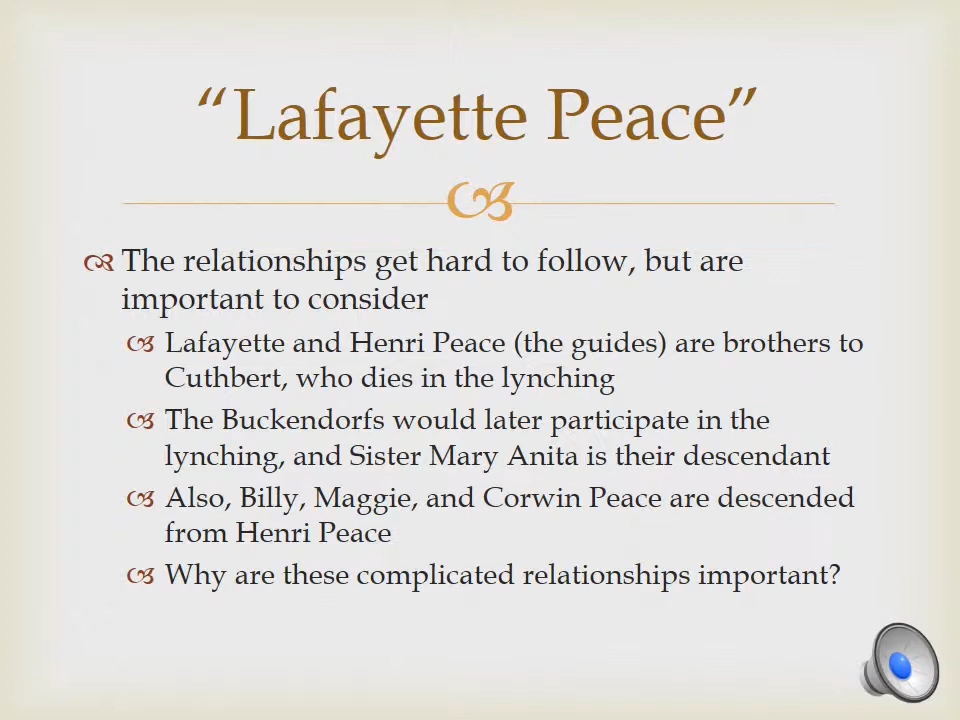 “Lafayette Peace”
The relationships get hard to follow, but are
important to consider
Lafayette and Henri Peace (the guides) are brothers to
Cuthbert, who dies in the lynching
The Buckendorfs would later participate in the
lynching, and Sister Mary Anita is their descendant
Also, Billy, Maggie, and Corwin Peace are descended
from Henri Peace
Why are these complicated relationships important?